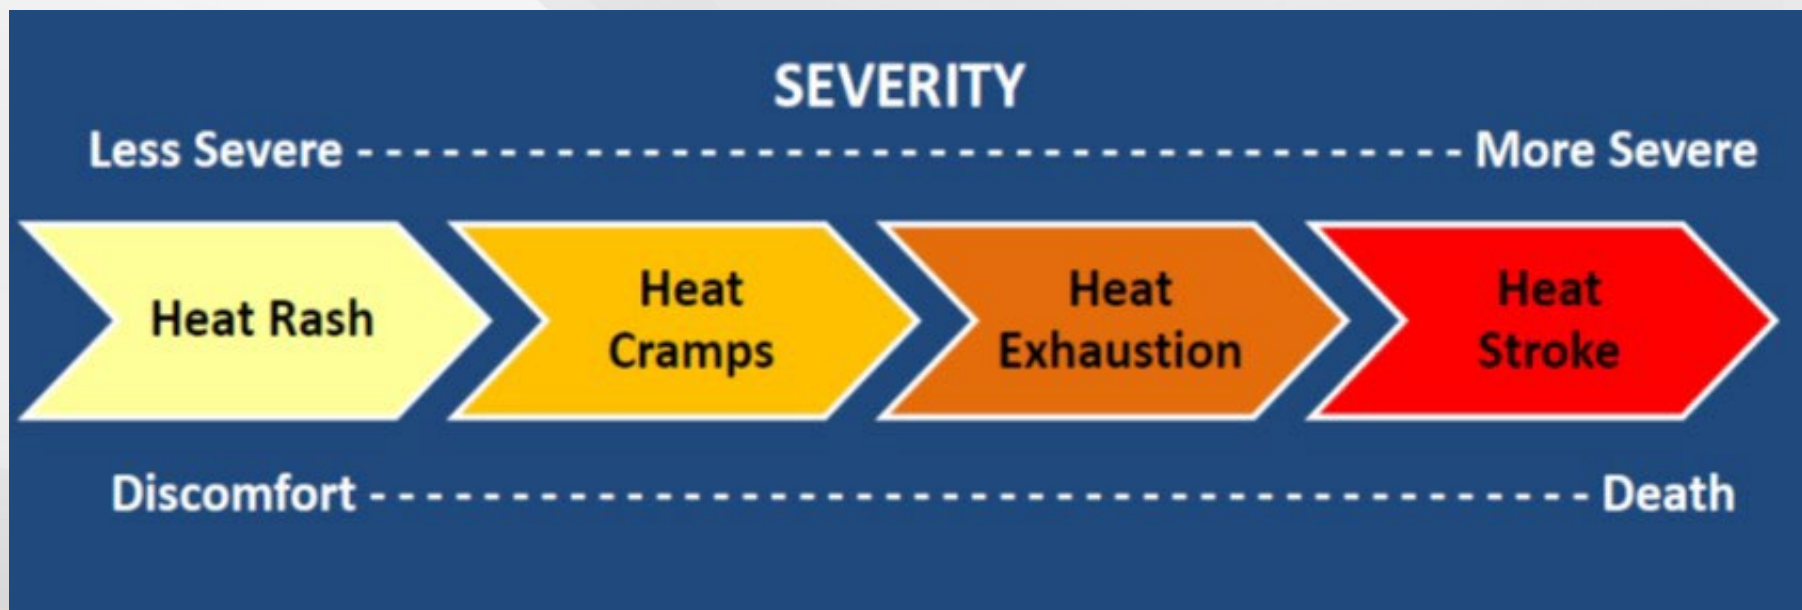 SEVERITY
Less Severe - - - - - - - - - - - - - - - - - - - - - - - - - - - - - - - - - - - - - - - More Severe
Heat Rash
Heat
Cramps
Heat
Exhaustion
Heat
Stroke
Discomfort - - - - - - - - - - - - - - - - - - - - - - - - - - - - - - - - - - - - - - - - - - - Death